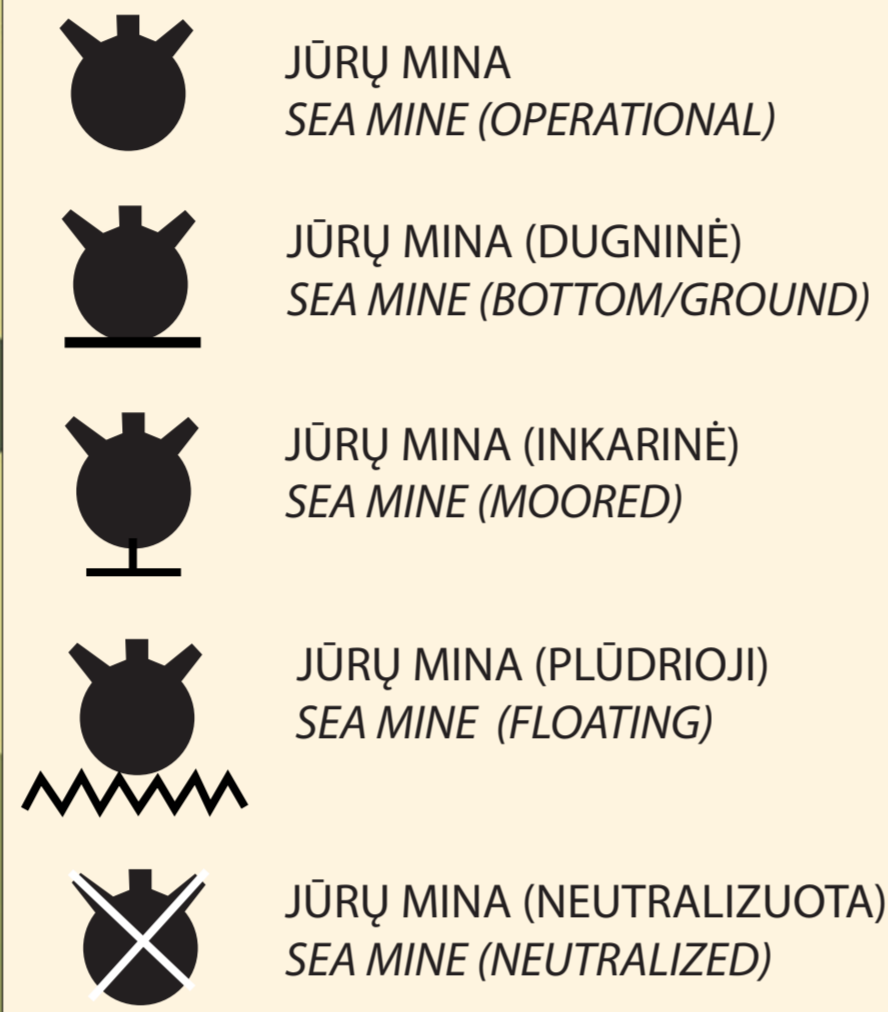 JŪRŲ MINA
SEA MINE (OPERATIONAL)
JŪRŲ MINA (DUGNINĖ)
SEA MINE (BOTTOM/GROUND)
JŪRŲ MINA (INKARINĖ)
SEA MINE (MOORED)
JŪRŲ MINA (PLŪDRIOJI)
SEA MINE (FLOATING)
JŪRŲ MINA (NEUTRALIZUOTA)
SEA MINE (NEUTRALIZED)